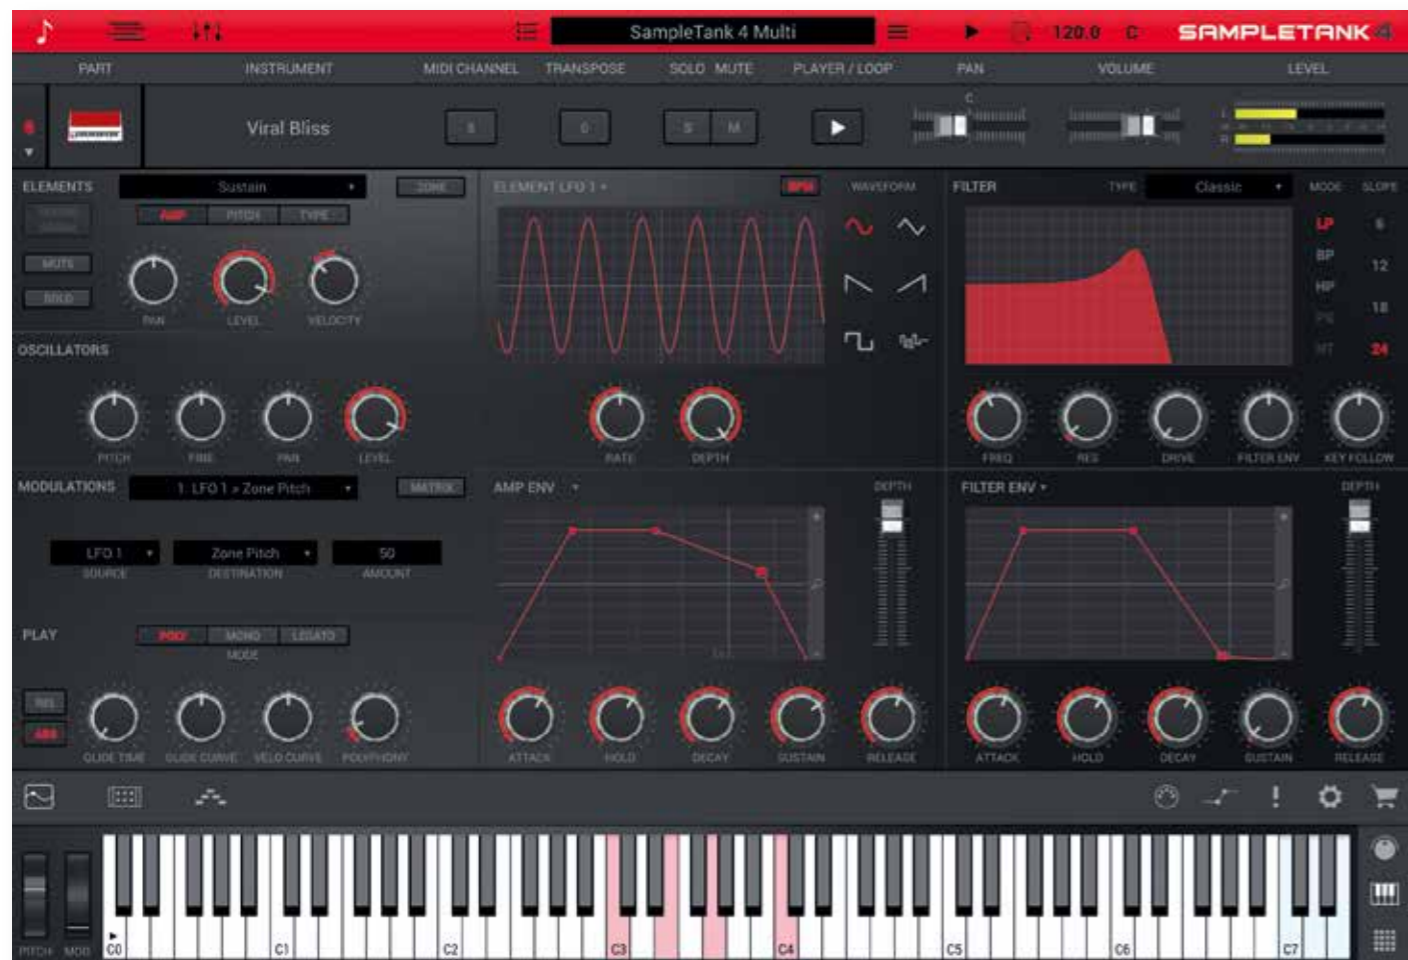 SampleTank 4 Multi 120.0 C SAMPLETANK 4
PART INSTRUMENT MIDI CHANNEL TRANSPOSE SOLO MUTE PLAYER / LOOP PAN VOLUME LEVEL
C
Viral Bliss 0 S M
L
R
ELEMENTS Sustain ZONE ELEMENT LFO 1 BPM WAVEFORM FILTER TYPE Classic MODE SLOPE
AMP PITCH TYPE
LP 6
MUTE BP 12
SOLO HP 18
24
PAN LEVEL VELOCITY
OSCILLATORS
PITCH FINE PAN LEVEL RATE DEPTH FREQ RES DRIVE FILTER ENV KEY FOLLOW
MODULATIONS 1: LFO 1 > Zone Pitch MATRIX AMP ENV DEPTH FILTER ENV DEPTH
LFO 1 Zone Pitch 50
SOURCE DESTINATION AMOUNT
PLAY POLY MONO LEGATO
MODE
GLIDE TIME GLIDE CURVE VELO CURVE POLYPHONY ATTACK HOLD DECAY SUSTAIN RELEASE ATTACK HOLD DECAY SUSTAIN RELEASE
PITCH MOD C0 C1 C2 C3 C4 C5 C6 C7